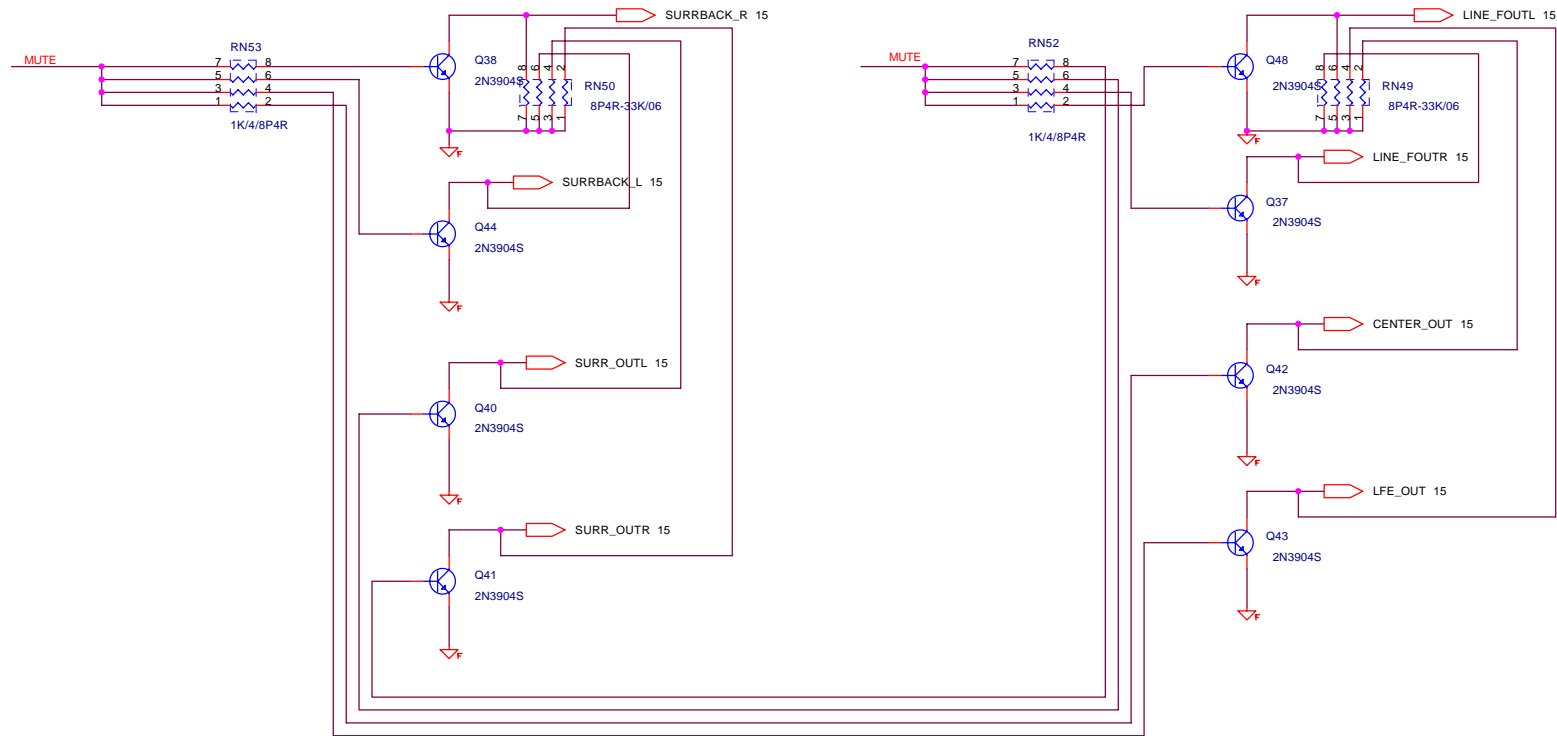 SURRBACK_R 15
RN53
MUTE
7 8
5 6
3 4
1 2
1K/4/8P4R
Q38
2N3904S
8 6 4 2
7 5 3 1
RN50
8P4R-33K/06
SURRBACK_L 15
Q44
2N3904S
SURR_OUTL 15
Q40
2N3904S
SURR_OUTR 15
Q41
2N3904S
F
F
F
F
LINE_FOUTL 15
RN52
MUTE
7 8
5 6
3 4
1 2
1K/4/8P4R
Q48
2N3904S
8 6 4 2
7 5 3 1
RN49
8P4R-33K/06
LINE_FOUTR 15
Q37
2N3904S
CENTER_OUT 15
Q42
2N3904S
LFE_OUT 15
Q43
2N3904S
F
F
F
F